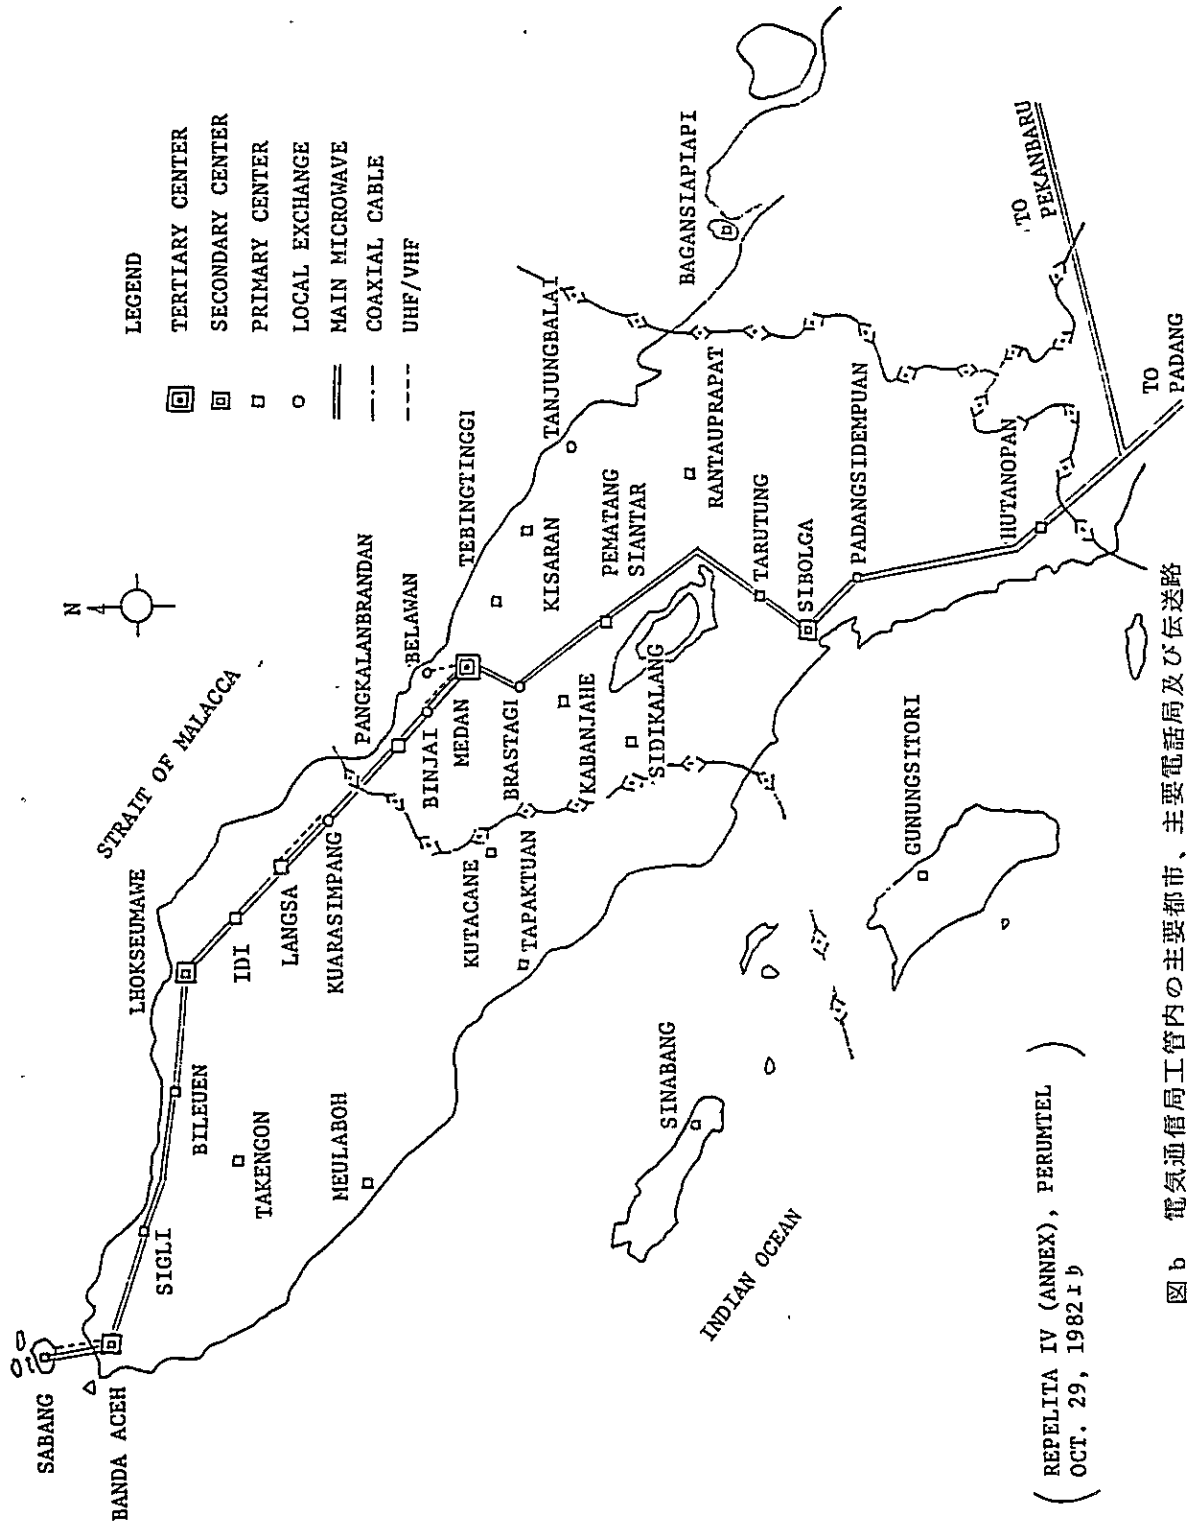 LEGEND
TERTIARY CENTER
SECONDARY CENTER
PRIMARY CENTER
LOCAL EXCHANGE
MAIN MICROWAVE
COAXIAL CABLE
UHF/VHF
N
STRAIT OF MALACCA
SABANG
BANDA ACEH
SIGLI
BILEUEN
TAKENGON
MEULABOH
LHOKSEUMAWE
IDI
LANGSA
KUARASIMPANG
KUTACANE
TAPAKTUAN
PANGKALANBRANDAN
BELAWAN
BINJAI
MEDAN
BRASTAGI
KABANJAHE
SIDIKALANG
TEBINGTINGGI
KISARAN
TANJUNGBALAI
PEMATANG
SIANTAR
RANTAUPRAPAT
BAGANSIAPIAPI
TARUTUNG
SIBOLGA
PADANGSIDEMPUAN
HUTANOPAN
TO
PEKANBARU
TO
PADANG
GUNUNGSITORI
SINABANG
INDIAN OCEAN
(REPELITA IV (ANNEX), PERUMTEL
OCT. 29, 1982より)
図 b 電気通信局工管内の主要都市、主要電話局及び伝送路